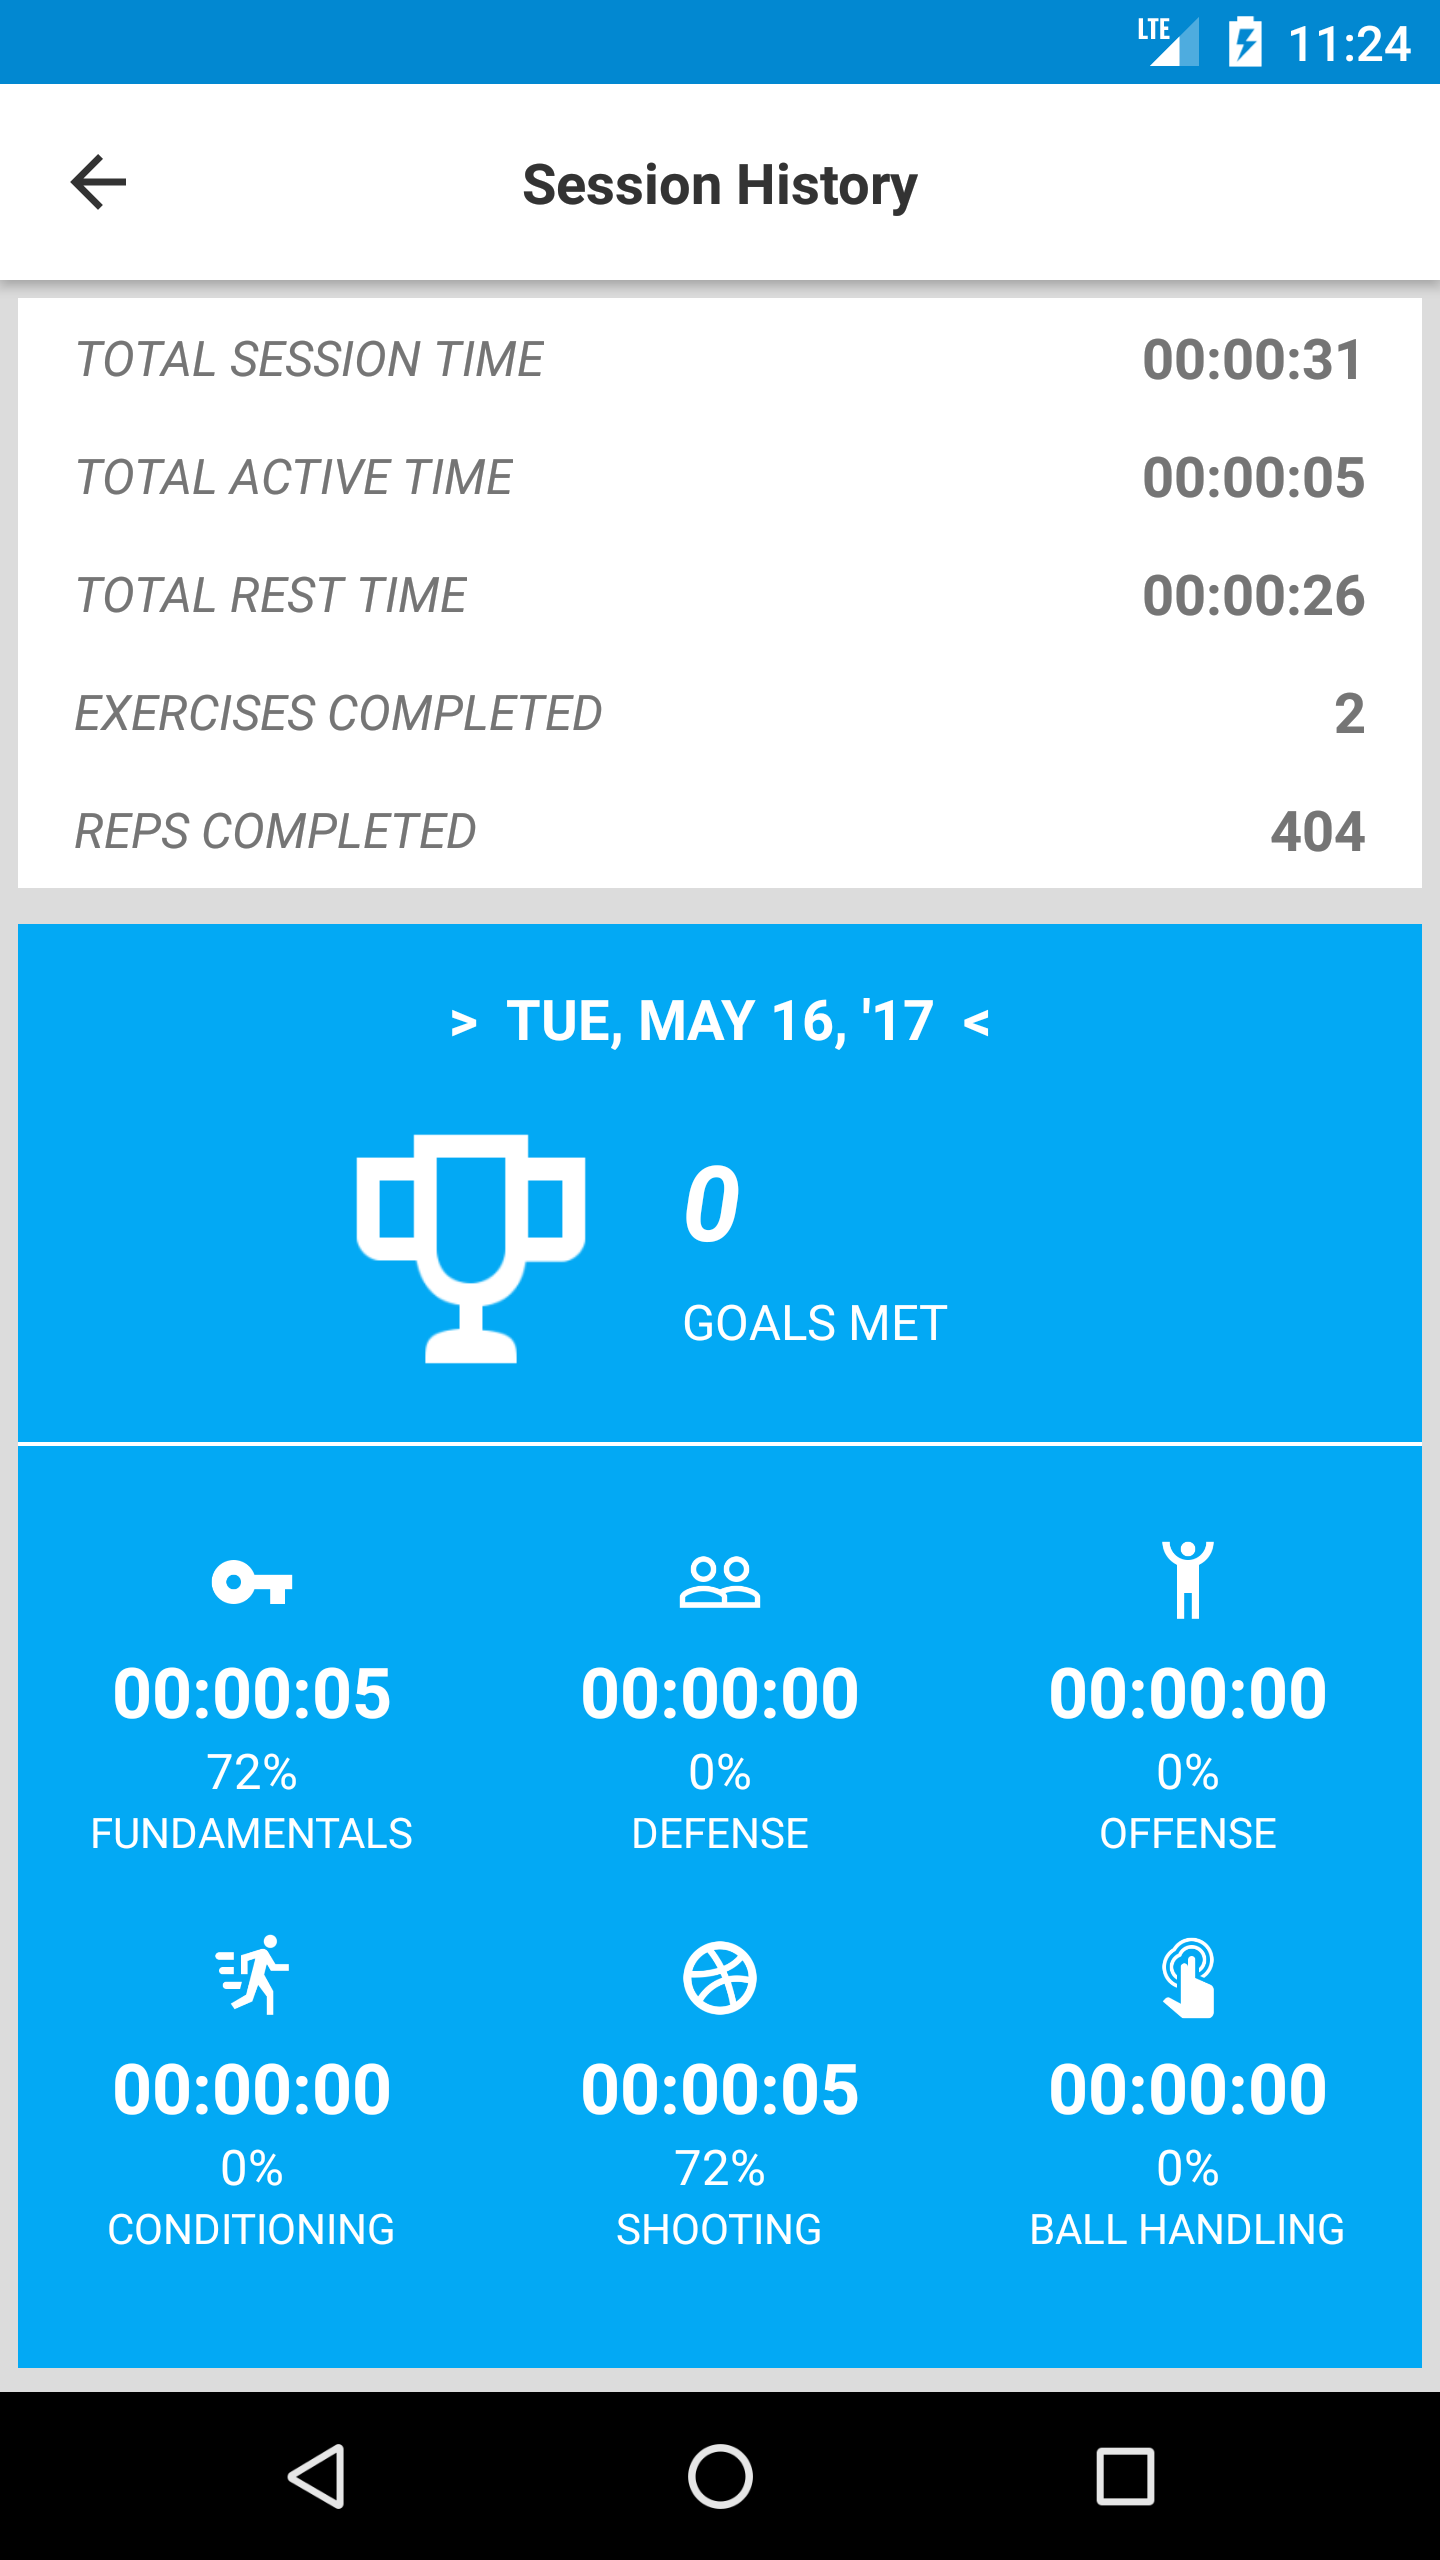 LTE 11:24
Session History
TOTAL SESSION TIME 00:00:31
TOTAL ACTIVE TIME 00:00:05
TOTAL REST TIME 00:00:26
EXERCISES COMPLETED 2
REPS COMPLETED 404
> TUE, MAY 16, '17 <
0
GOALS MET
00:00:05 00:00:00 00:00:00
72% 0% 0%
FUNDAMENTALS DEFENSE OFFENSE
00:00:00 00:00:05 00:00:00
0% 72% 0%
CONDITIONING SHOOTING BALL HANDLING